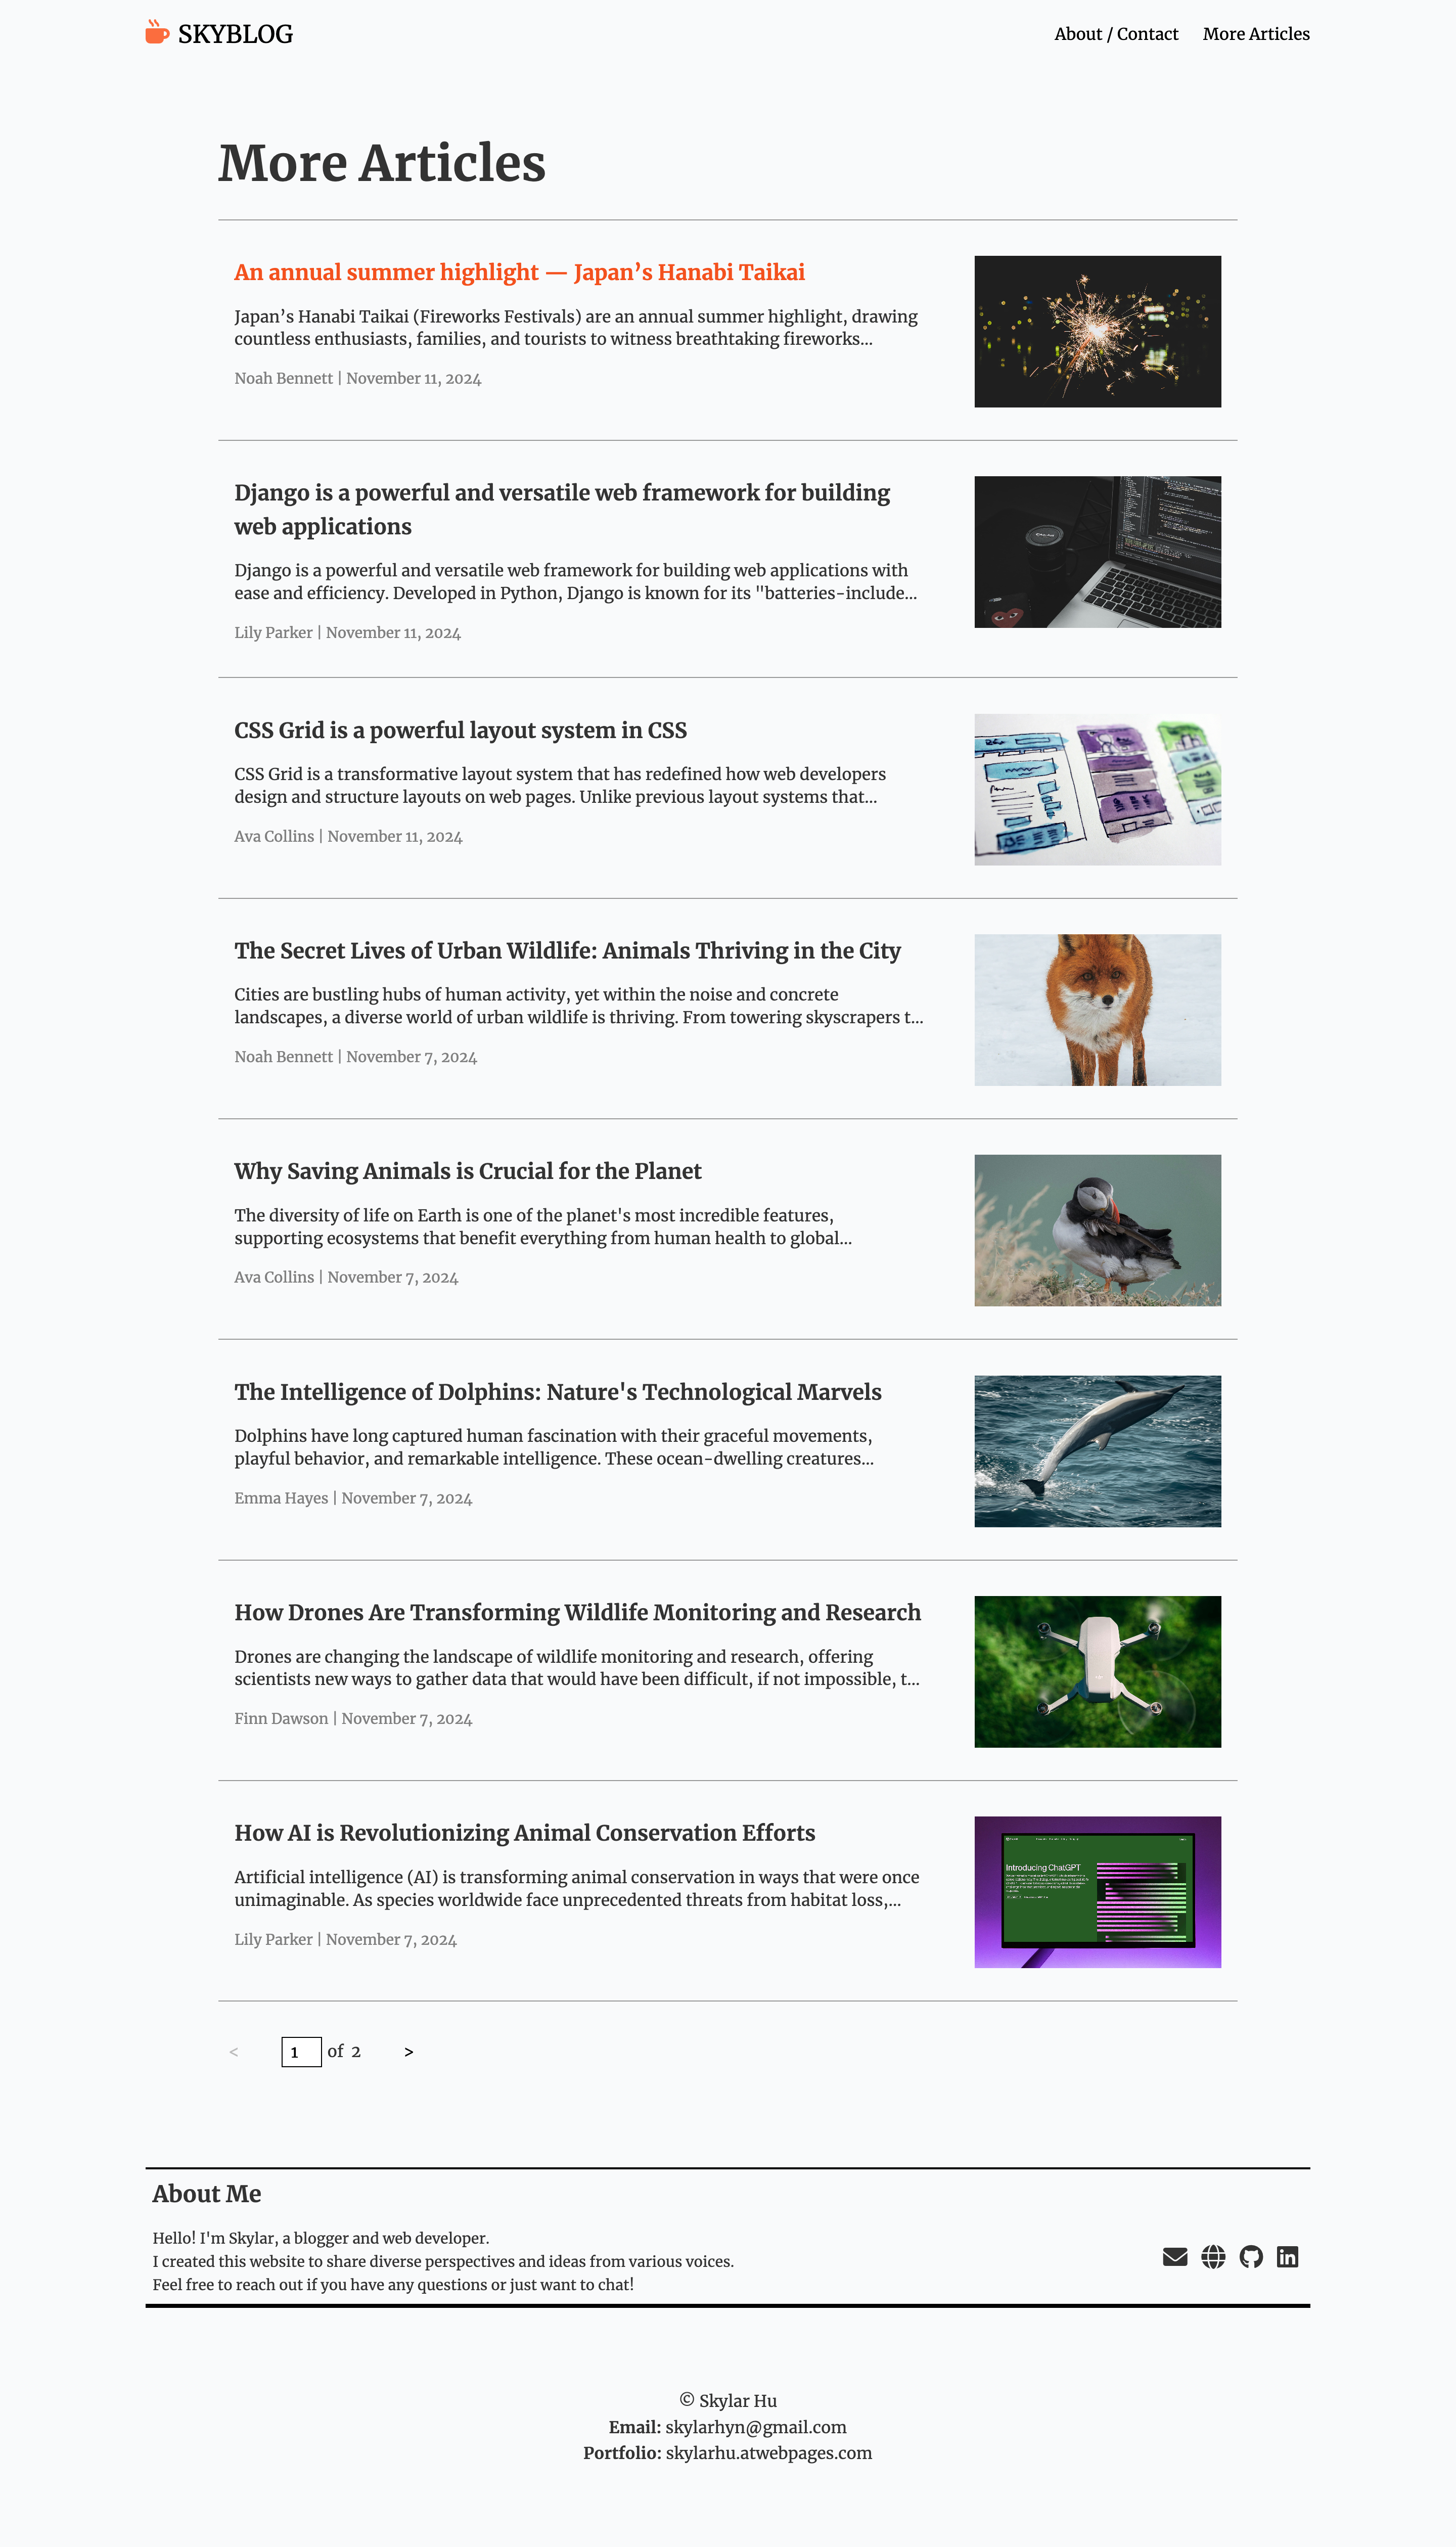 SKYBLOG
About / Contact
More Articles
More Articles
An annual summer highlight — Japan’s Hanabi Taikai
Japan’s Hanabi Taikai (Fireworks Festivals) are an annual summer highlight, drawing
countless enthusiasts, families, and tourists to witness breathtaking fireworks...
Noah Bennett | November 11, 2024
Django is a powerful and versatile web framework for building
web applications
Django is a powerful and versatile web framework for building web applications with
ease and efficiency. Developed in Python, Django is known for its "batteries-include...
Lily Parker | November 11, 2024
CSS Grid is a powerful layout system in CSS
CSS Grid is a transformative layout system that has redefined how web developers
design and structure layouts on web pages. Unlike previous layout systems that...
Ava Collins | November 11, 2024
The Secret Lives of Urban Wildlife: Animals Thriving in the City
Cities are bustling hubs of human activity, yet within the noise and concrete
landscapes, a diverse world of urban wildlife is thriving. From towering skyscrapers t...
Noah Bennett | November 7, 2024
Why Saving Animals is Crucial for the Planet
The diversity of life on Earth is one of the planet's most incredible features,
supporting ecosystems that benefit everything from human health to global...
Ava Collins | November 7, 2024
The Intelligence of Dolphins: Nature's Technological Marvels
Dolphins have long captured human fascination with their graceful movements,
playful behavior, and remarkable intelligence. These ocean-dwelling creatures...
Emma Hayes | November 7, 2024
How Drones Are Transforming Wildlife Monitoring and Research
Drones are changing the landscape of wildlife monitoring and research, offering
scientists new ways to gather data that would have been difficult, if not impossible, t...
Finn Dawson | November 7, 2024
How AI is Revolutionizing Animal Conservation Efforts
Artificial intelligence (AI) is transforming animal conservation in ways that were once
unimaginable. As species worldwide face unprecedented threats from habitat loss,...
Lily Parker | November 7, 2024
Introducing ChatGPT
< 1 of 2 >
About Me
Hello! I'm Skylar, a blogger and web developer.
I created this website to share diverse perspectives and ideas from various voices.
Feel free to reach out if you have any questions or just want to chat!
© Skylar Hu
Email: skylarhyn@gmail.com
Portfolio: skylarhu.atwebpages.com